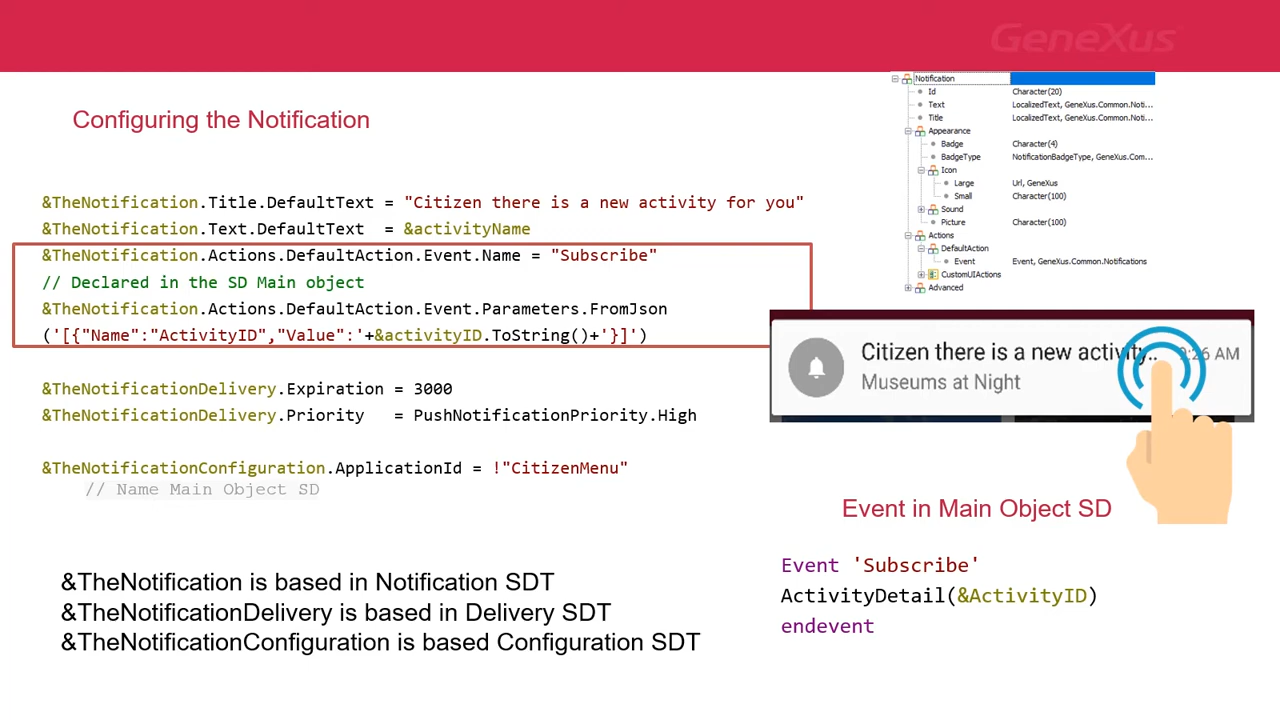 GeneXus
Configuring the Notification
&TheNotification.Title.DefaultText = "Citizen there is a new activity for you"
&TheNotification.Text.DefaultText = &activityName
&TheNotification.Actions.DefaultAction.Event.Name = "Subscribe"
// Declared in the SD Main object
&TheNotification.Actions.DefaultAction.Event.Parameters.FromJson
('[{"Name":"ActivityID","Value":'+&activityID.ToString()+'}]')
&TheNotificationDelivery.Expiration = 3000
&TheNotificationDelivery.Priority = PushNotificationPriority.High
&TheNotificationConfiguration.ApplicationId = !"CitizenMenu"
// Name Main Object SD
&TheNotification is based in Notification SDT
&TheNotificationDelivery is based in Delivery SDT
&TheNotificationConfiguration is based Configuration SDT
Notification
Id Character(20)
Text LocalizedText, GeneXus.Common.Noti...
Title LocalizedText, GeneXus.Common.Noti...
Appearance
Badge Character(4)
BadgeType NotificationBadgeType, GeneXus.Com...
Icon
Large Url, GeneXus
Small Character(100)
Sound
Picture Character(100)
Actions
DefaultAction
Event Event, GeneXus.Common.Notifications
CustomUIActions
Advanced
Citizen there is a new activity.. 9:26 AM
Museums at Night
Event in Main Object SD
Event 'Subscribe'
ActivityDetail(&ActivityID)
endevent